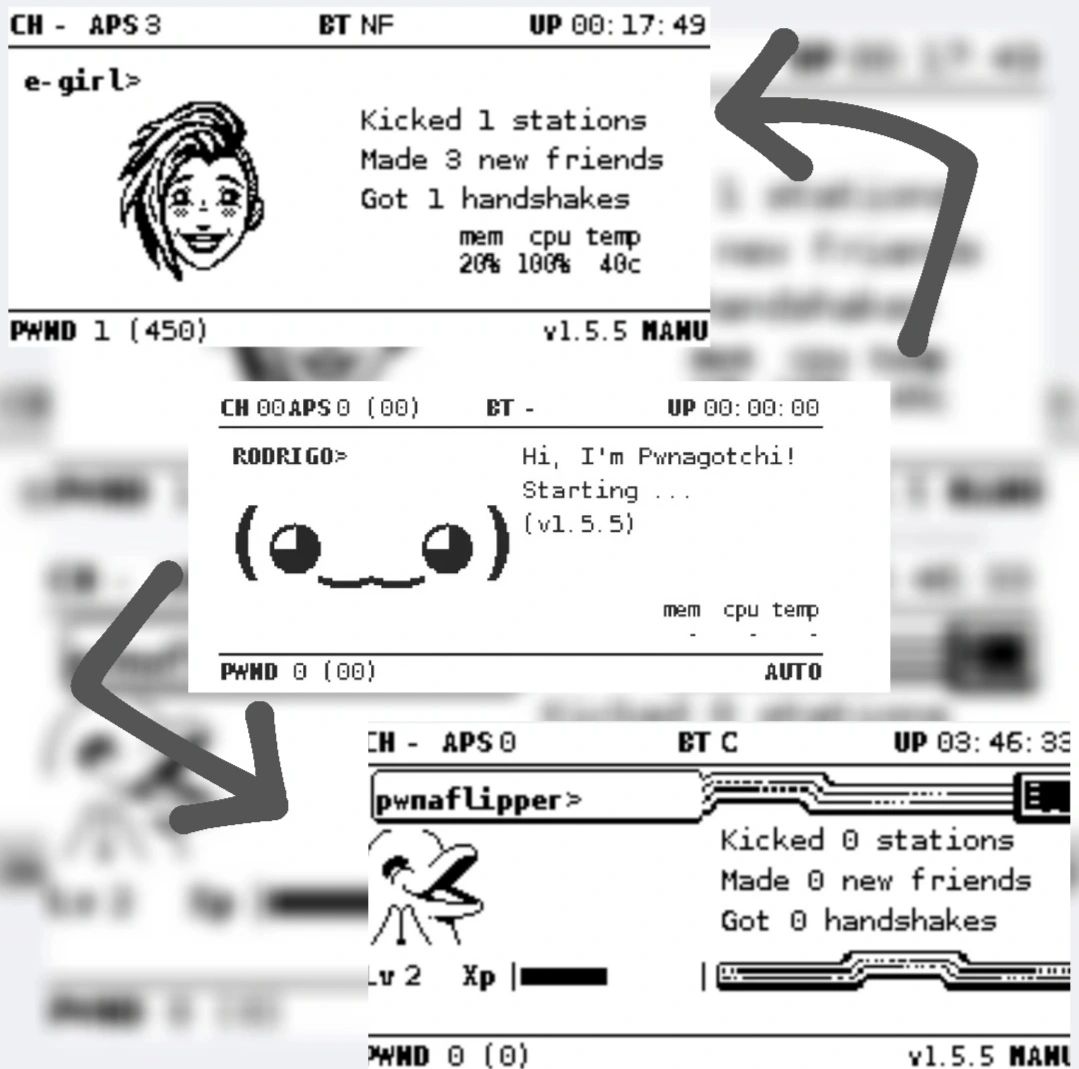 CH - APS 3 BT NF UP 00:17:49
e-girl>
Kicked 1 stations
Made 3 new friends
Got 1 handshakes
mem cpu temp
20% 100% 40c
PWND 1 (450) v1.5.5 MANU
CH 00 APS 0 (00) BT - UP 00:00:00
RODRIGO>
Hi, I'm Pwnagotchi!
Starting ...
(v1.5.5)
mem cpu temp
- - -
PWND 0 (00) AUTO
CH - APS 0 BT C UP 03:46:33
pwnaflipper>
Kicked 0 stations
Made 0 new friends
Got 0 handshakes
Lv 2 Xp | |
PWND 0 (0) v1.5.5 MANU